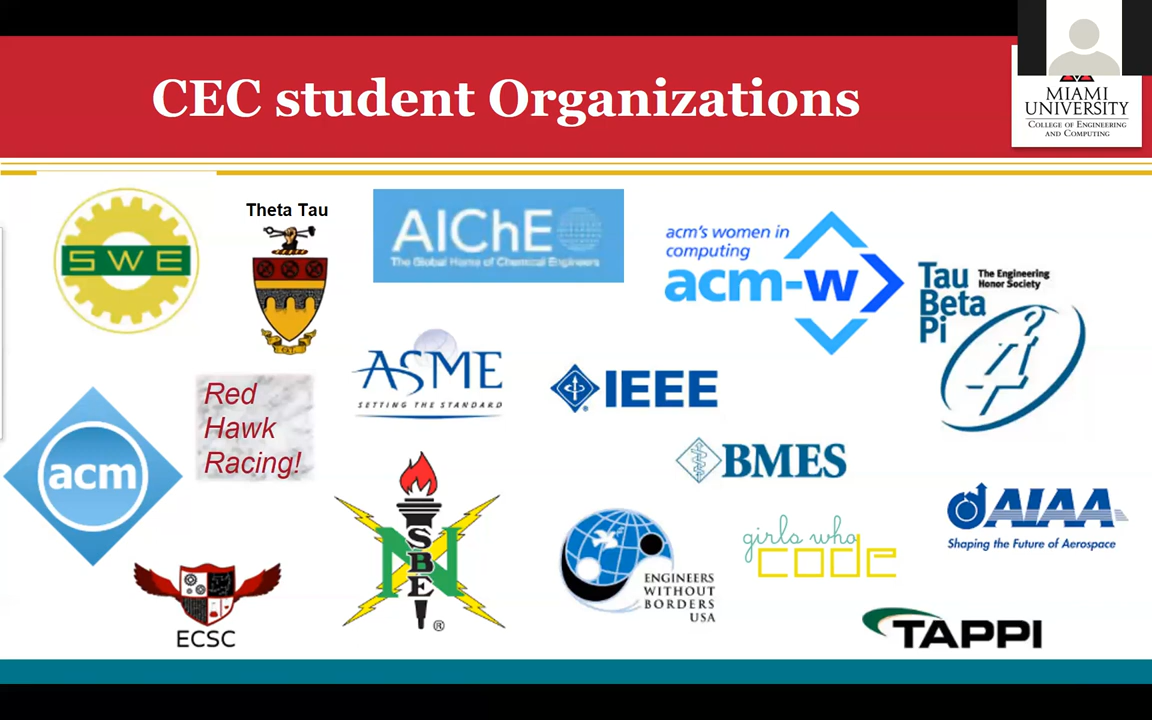 CEC student Organizations
MIAMI
UNIVERSITY
COLLEGE OF ENGINEERING
AND COMPUTING
SWE
Theta Tau
AIChE
The Global Home of Chemical Engineers
acm's women in
computing
acm-w
Tau
Beta
Pi
The Engineering
Honor Society
ASME
SETTING THE STANDARD
IEEE
®
Red
Hawk
Racing!
acm
BMES
NSBE
®
AIAA
Shaping the Future of Aerospace
girls who
code
ENGINEERS
WITHOUT
BORDERS
USA
ECSC
TAPPI